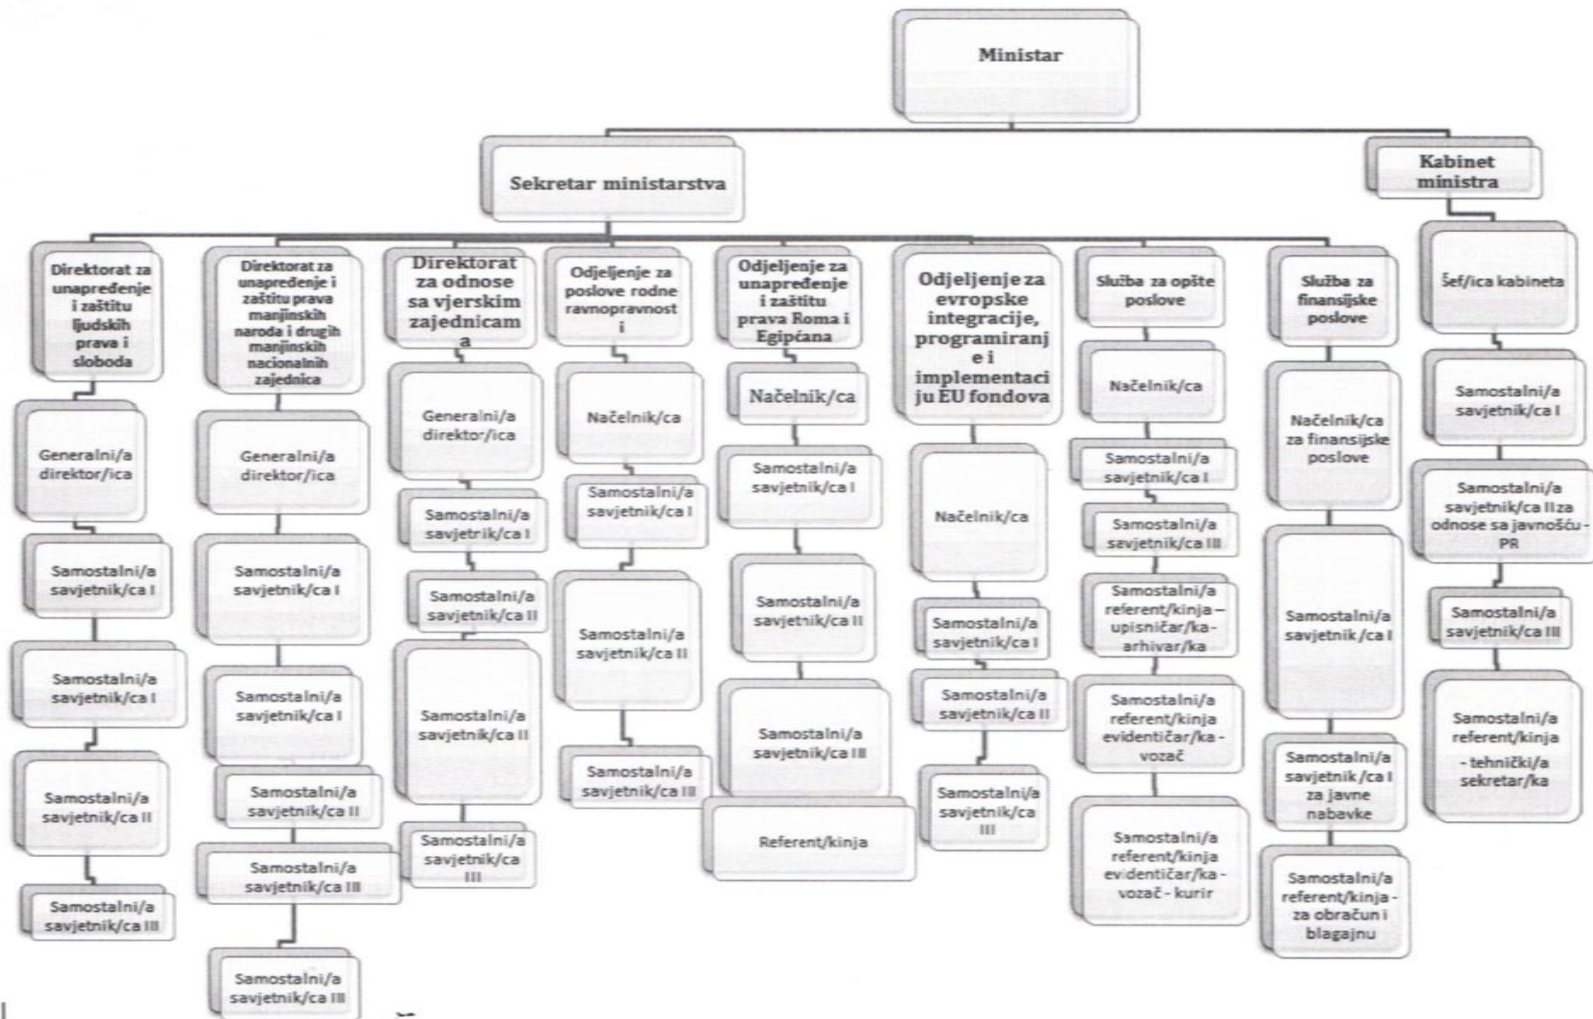 Ministar
Sekretar ministarstva
Kabinet
ministra
Direktorat za
unapređenje
i zaštitu
ljudskih
prava i
sloboda
Generalni/a
direktor/ica
Samostalni/a
savjetnik/ca I
Samostalni/a
savjetnik/ca I
Samostalni/a
savjetnik/ca II
Samostalni/a
savjetnik/ca III
Direktorat za
unapređenje i
zaštitu prava
manjinskih
naroda i drugih
manjinskih
nacionalnih
zajednica
Generalni/a
direktor/ica
Samostalni/a
savjetnik/ca I
Samostalni/a
savjetnik/ca I
Samostalni/a
savjetnik/ca II
Samostalni/a
savjetnik/ca III
Samostalni/a
savjetnik/ca III
Direktorat
za odnose
sa vjerskim
zajednicam
a
Generalni/a
direktor/ica
Samostalni/a
savjetnik/ca I
Samostalni/a
savjetnik/ca II
Samostalni/a
savjetnik/ca II
Samostalni/a
savjetnik/ca
III
Odjeljenje za
poslove rodne
ravnopravnost
i
Načelnik/ca
Samostalni/a
savjetnik/ca I
Samostalni/a
savjetnik/ca II
Samostalni/a
savjetnik/ca III
Odjeljenje za
unapređenje
i zaštitu
prava Roma i
Egipćana
Načelnik/ca
Samostalni/a
savjetnik/ca I
Samostalni/a
savjetnik/ca II
Samostalni/a
savjetnik/ca III
Referent/kinja
Odjeljenje za
evropske
integracije,
programiranj
e i
implementaci
ju EU fondova
Načelnik/ca
Samostalni/a
savjetnik/ca I
Samostalni/a
savjetnik/ca II
Samostalni/a
savjetnik/ca
III
Služba za opšte
poslove
Načelnik/ca
Samostalni/a
savjetnik/ca I
Samostalni/a
savjetnik/ca III
Samostalni/a
referent/kinja –
upisničar/ka-
arhivar/ka
Samostalni/a
referent/kinja
evidentičar/ka -
vozač
Samostalni/a
referent/kinja
evidentičar/ka -
vozač - kurir
Služba za
finansijske
poslove
Načelnik/ca
za finansijske
poslove
Samostalni/a
savjetnik/ca I
Samostalni/a
savjetnik /ca I
za javne
nabavke
Samostalni/a
referent/kinja -
za obračun i
blagajnu
Šef/ica kabineta
Samostalni/a
savjetnik/ca I
Samostalni/a
savjetnik/ca II za
odnose sa javnošću -
PR
Samostalni/a
savjetnik/ca III
Samostalni/a
referent/kinja
- tehnički/a
sekretar/ka